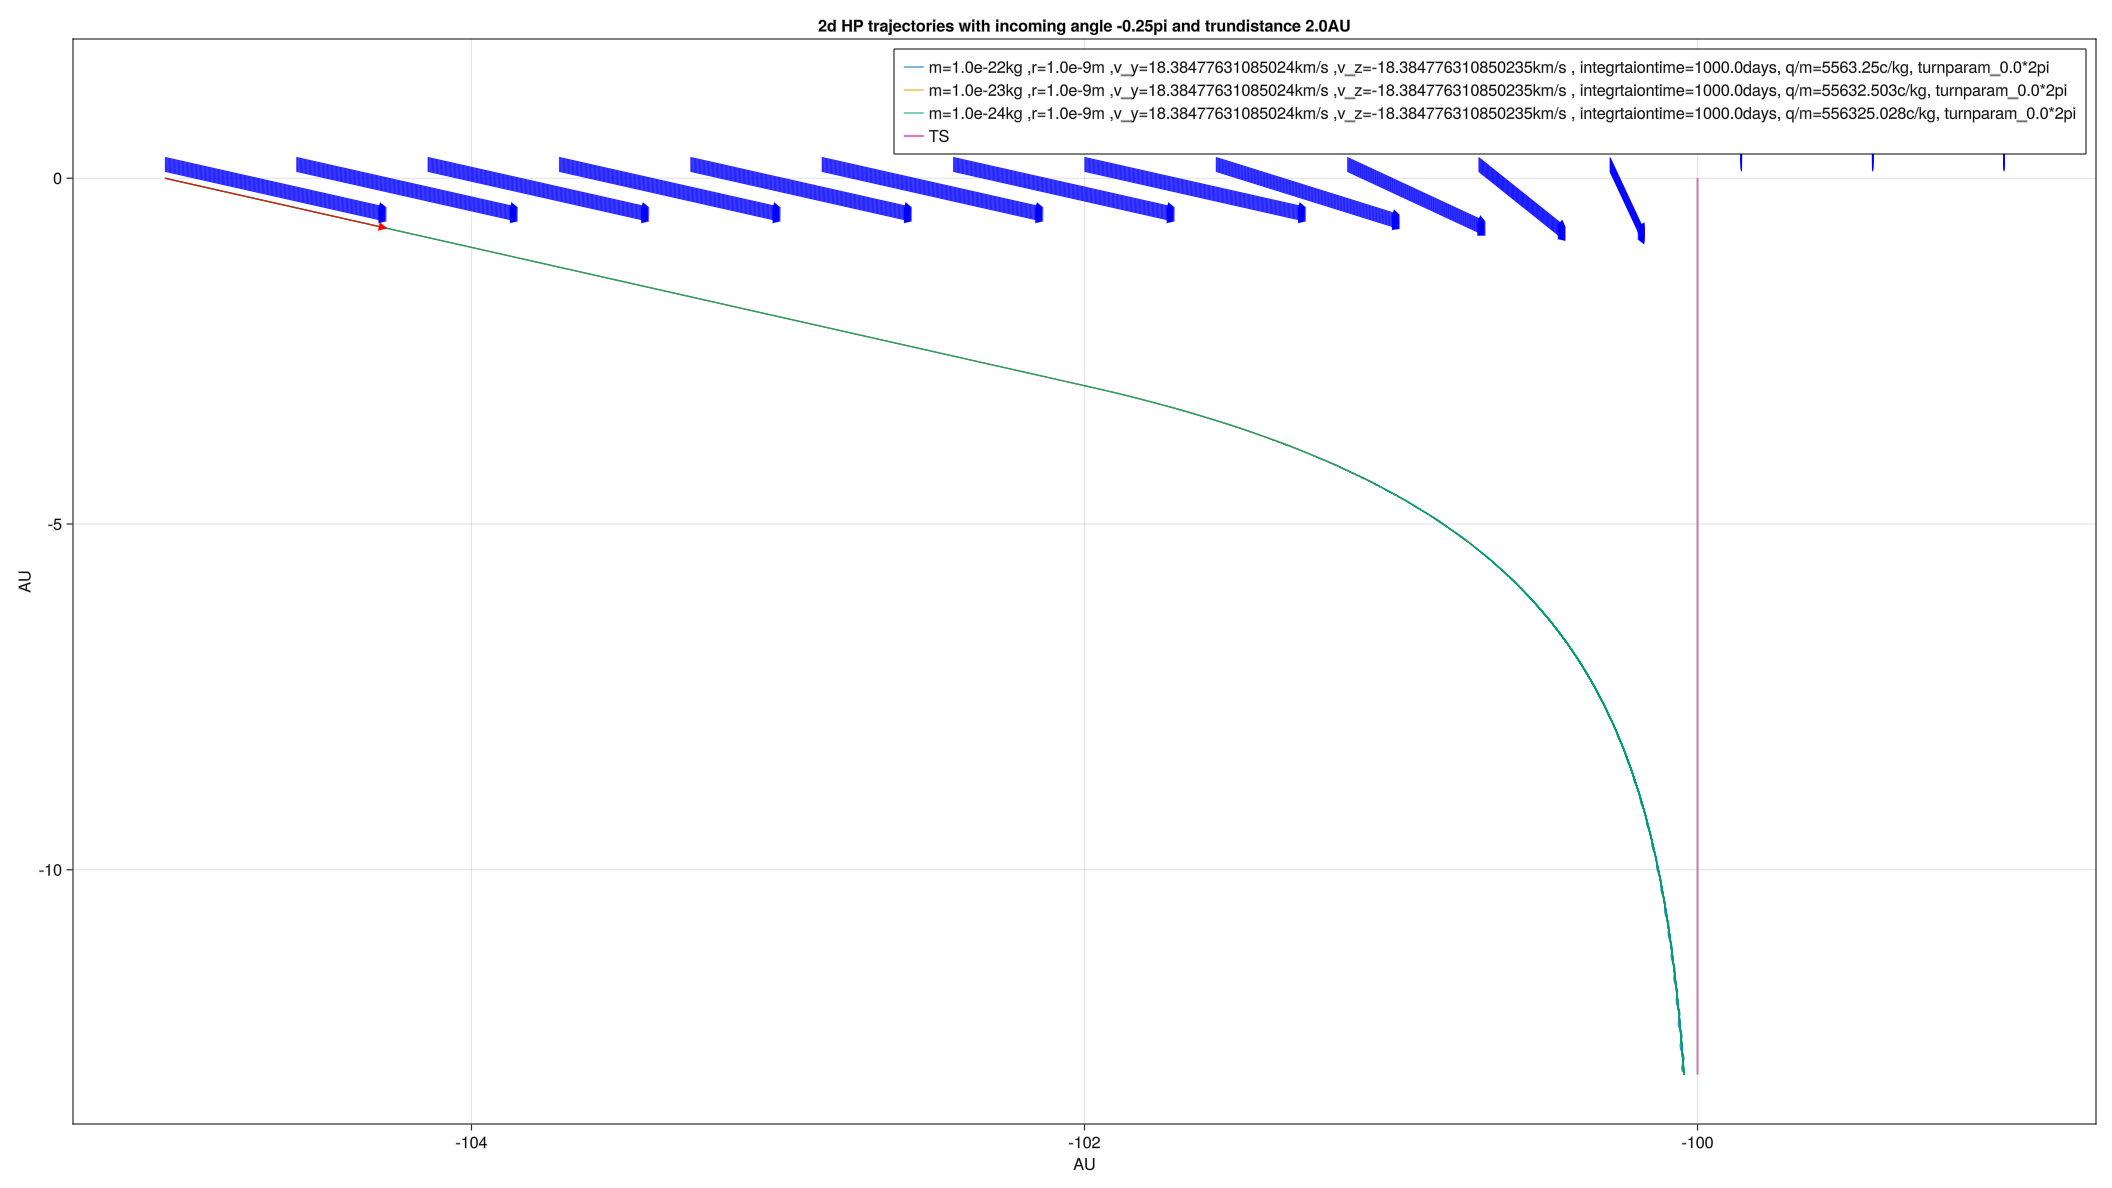 2d HP trajectories with incoming angle -0.25pi and trundistance 2.0AU
m=1.0e-22kg ,r=1.0e-9m ,v_y=18.38477631085024km/s ,v_z=-18.384776310850235km/s , integrtaiontime=1000.0days, q/m=5563.25c/kg, turnparam_0.0*2pi
m=1.0e-23kg ,r=1.0e-9m ,v_y=18.38477631085024km/s ,v_z=-18.384776310850235km/s , integrtaiontime=1000.0days, q/m=55632.503c/kg, turnparam_0.0*2pi
m=1.0e-24kg ,r=1.0e-9m ,v_y=18.38477631085024km/s ,v_z=-18.384776310850235km/s , integrtaiontime=1000.0days, q/m=556325.028c/kg, turnparam_0.0*2pi
TS
0
-5
-10
AU
-104
-102
-100
AU